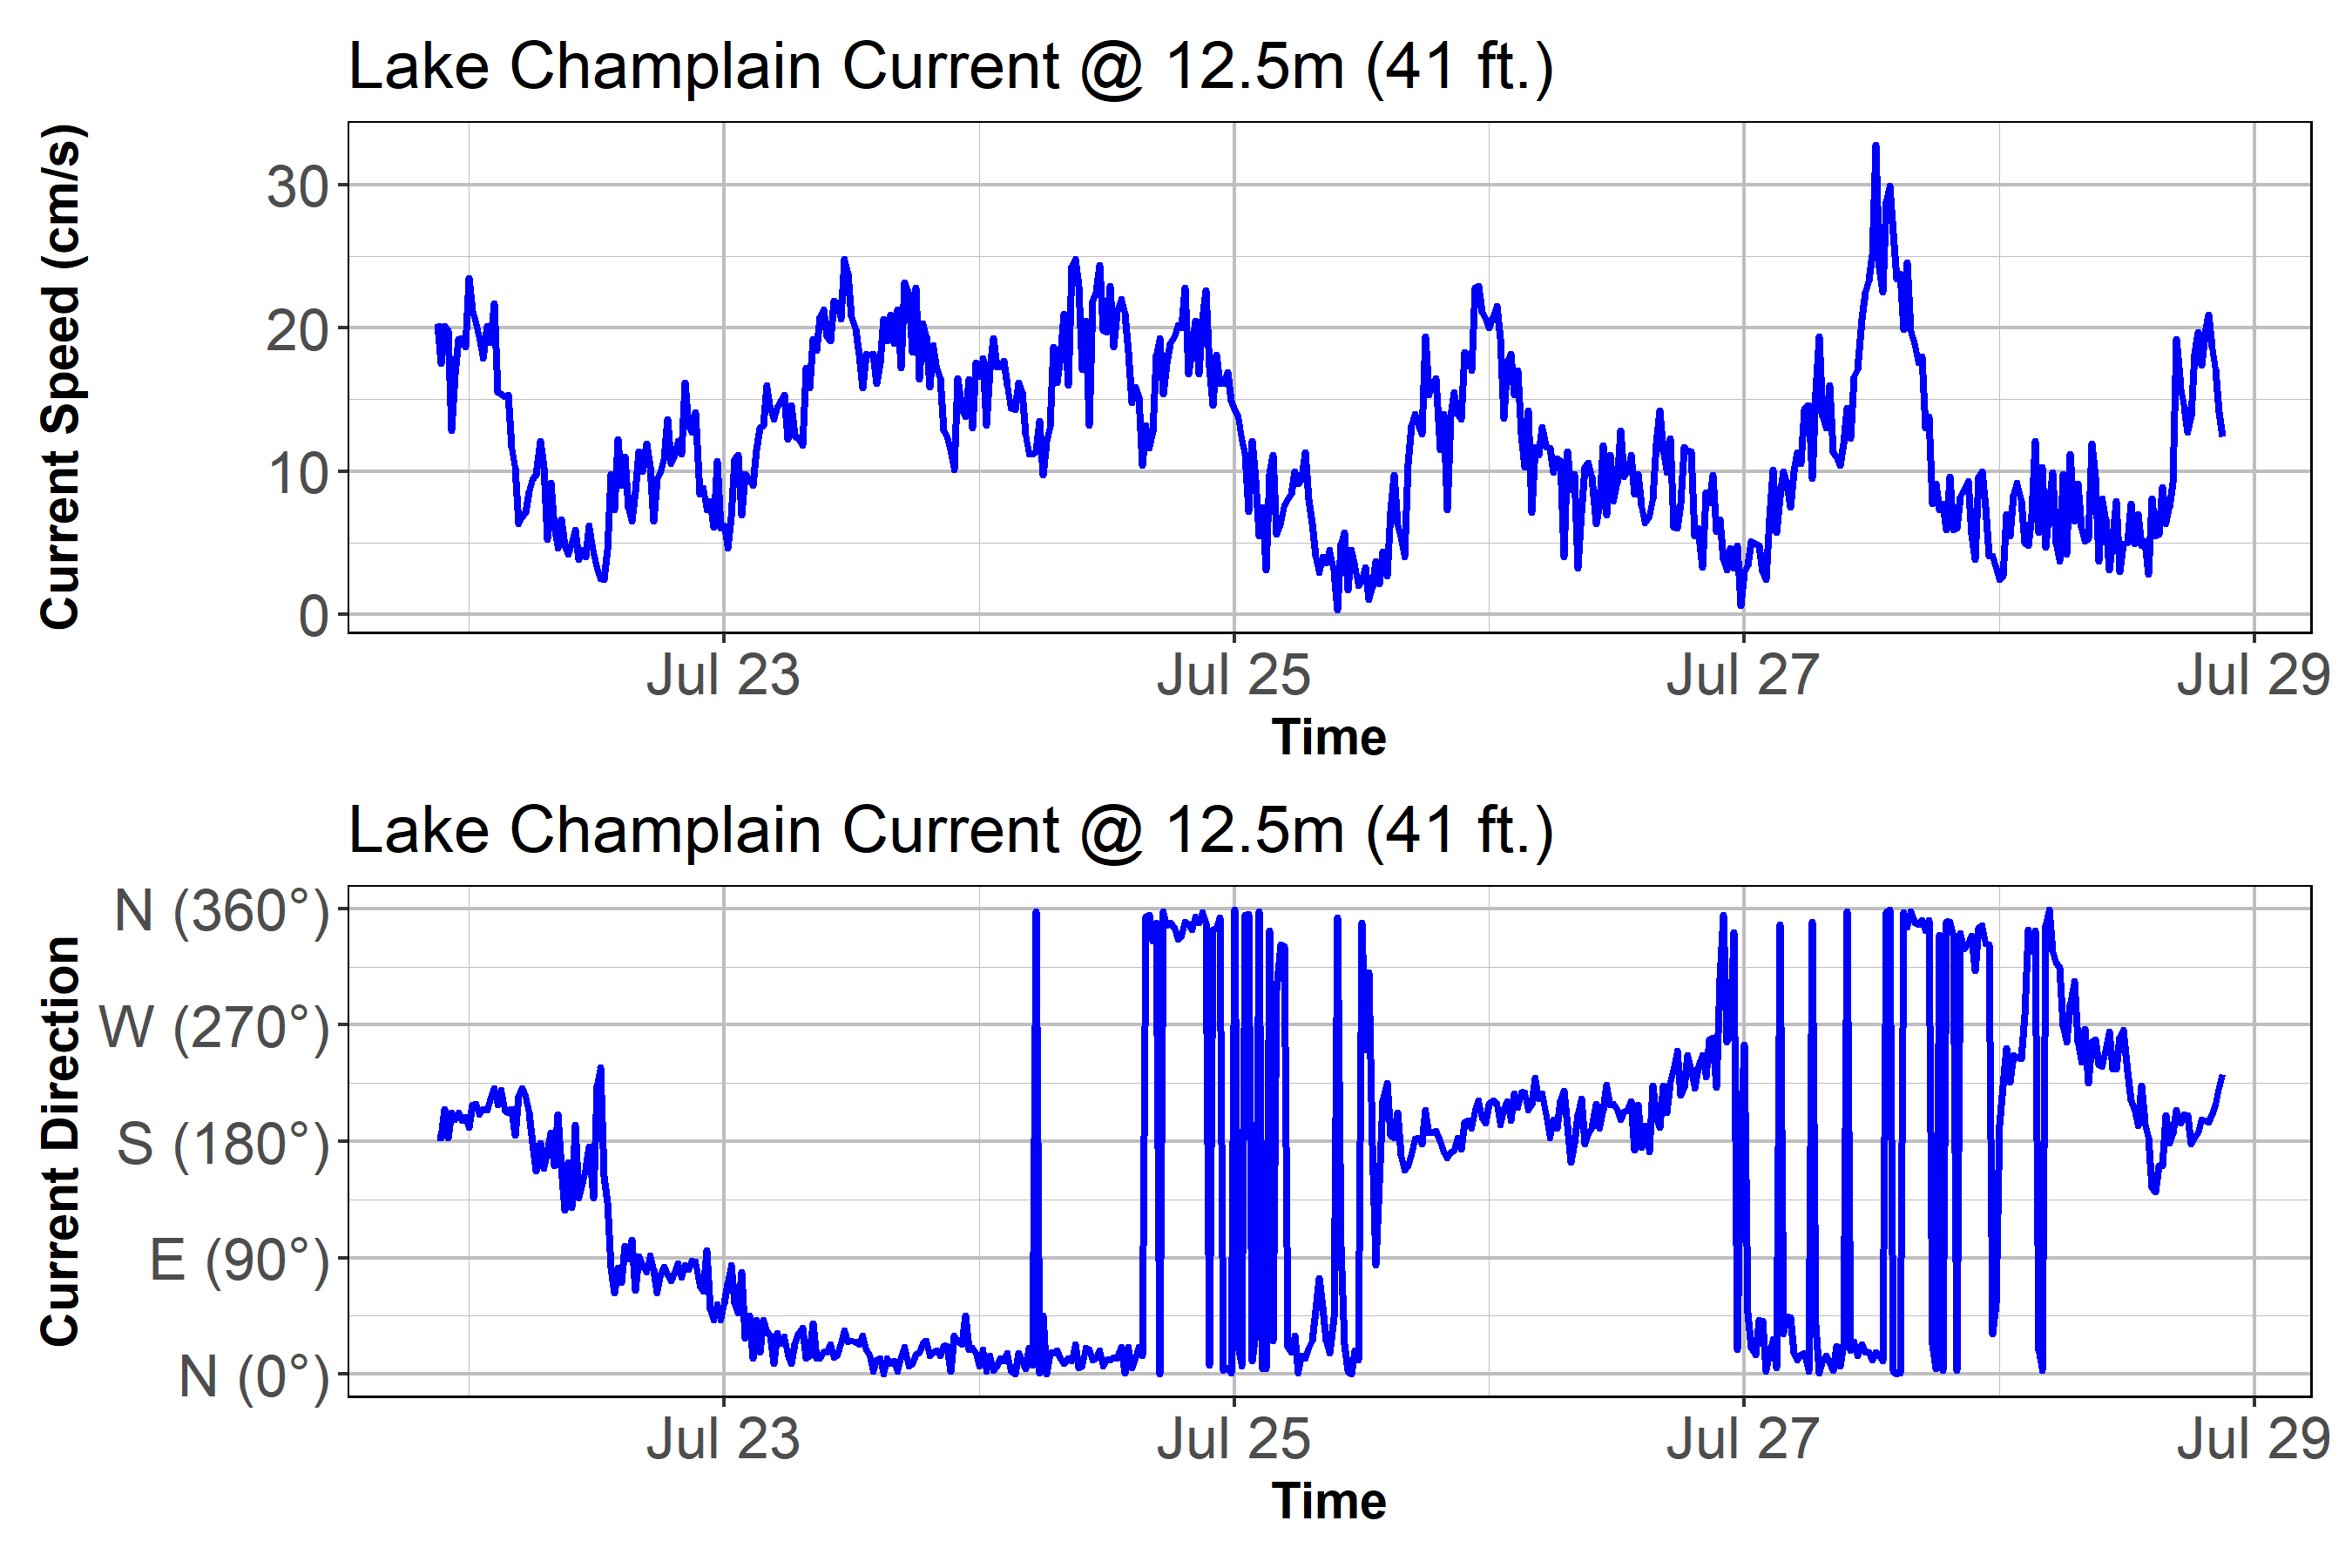 Lake Champlain Current @ 12.5m (41 ft.)
Current Speed (cm/s)
30
20
10
0
Jul 23 Jul 25 Jul 27 Jul 29
Time
Lake Champlain Current @ 12.5m (41 ft.)
Current Direction
N (360°)
W (270°)
S (180°)
E (90°)
N (0°)
Jul 23 Jul 25 Jul 27 Jul 29
Time